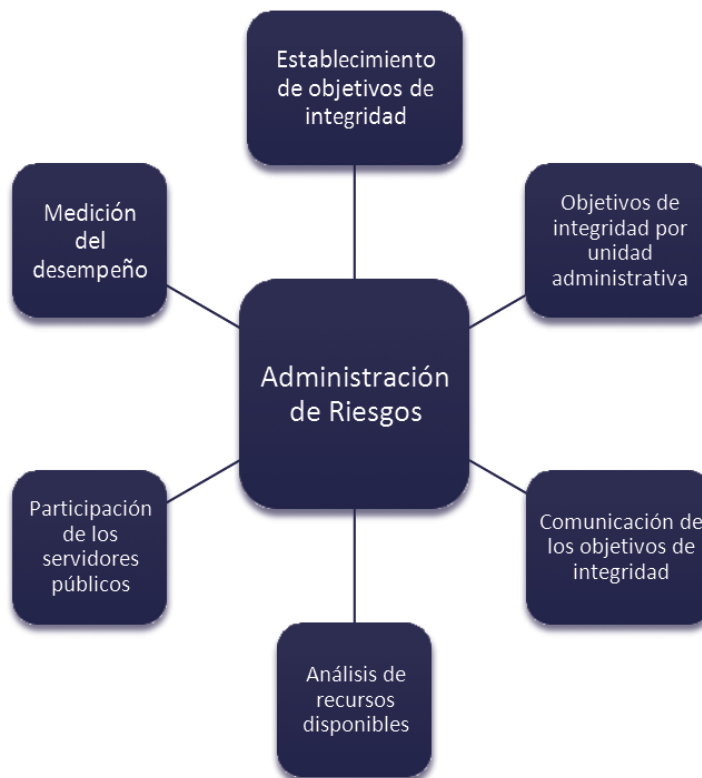 Establecimiento
de objetivos de
integridad
Objetivos de
integridad por
unidad
administrativa
Comunicación de
los objetivos de
integridad
Análisis de
recursos
disponibles
Participación
de los
servidores
públicos
Medición
del
desempeño
Administración
de Riesgos